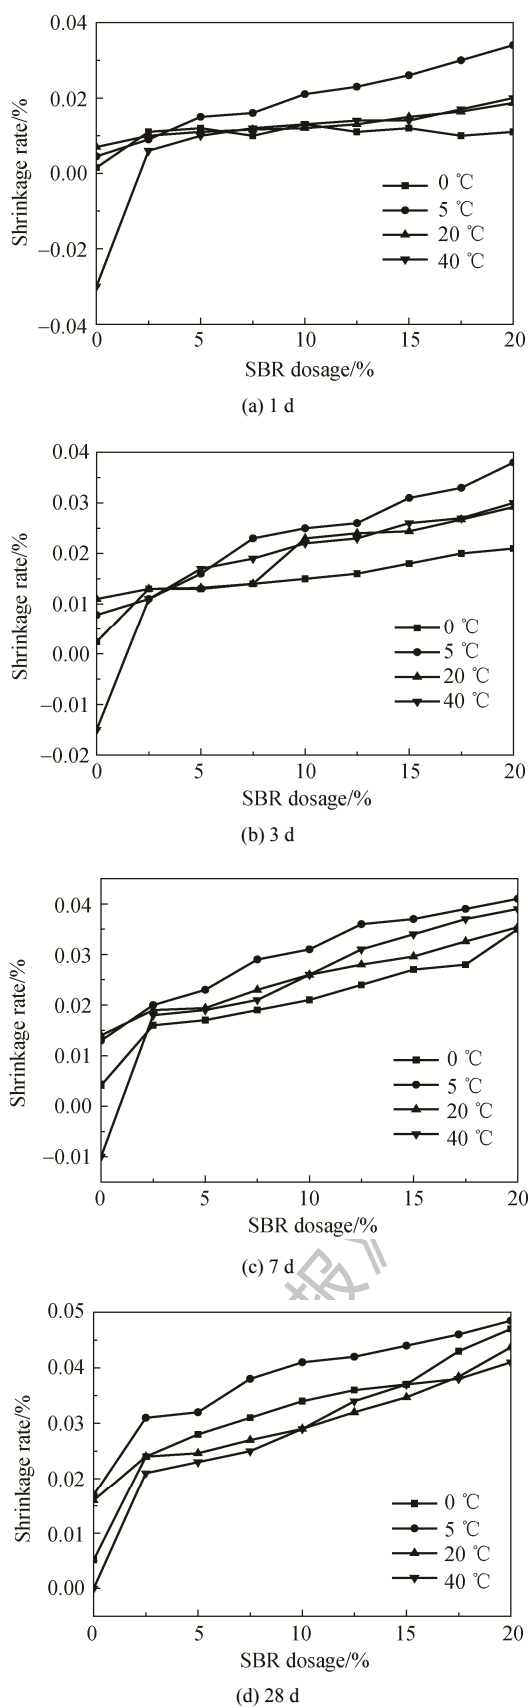 0.04
0.02
0.00
−0.02
−0.04
Shrinkage rate/%
0 ℃
5 ℃
20 ℃
40 ℃
0 5 10 15 20
SBR dosage/%
(a) 1 d
0.04
0.03
0.02
0.01
0.00
−0.01
−0.02
Shrinkage rate/%
0 ℃
5 ℃
20 ℃
40 ℃
0 5 10 15 20
SBR dosage/%
(b) 3 d
0.04
0.03
0.02
0.01
0.00
−0.01
Shrinkage rate/%
0 ℃
5 ℃
20 ℃
40 ℃
0 5 10 15 20
SBR dosage/%
(c) 7 d
报》
0.05
0.04
0.03
0.02
0.01
0.00
Shrinkage rate/%
0 ℃
5 ℃
20 ℃
40 ℃
0 5 10 15 20
SBR dosage/%
(d) 28 d